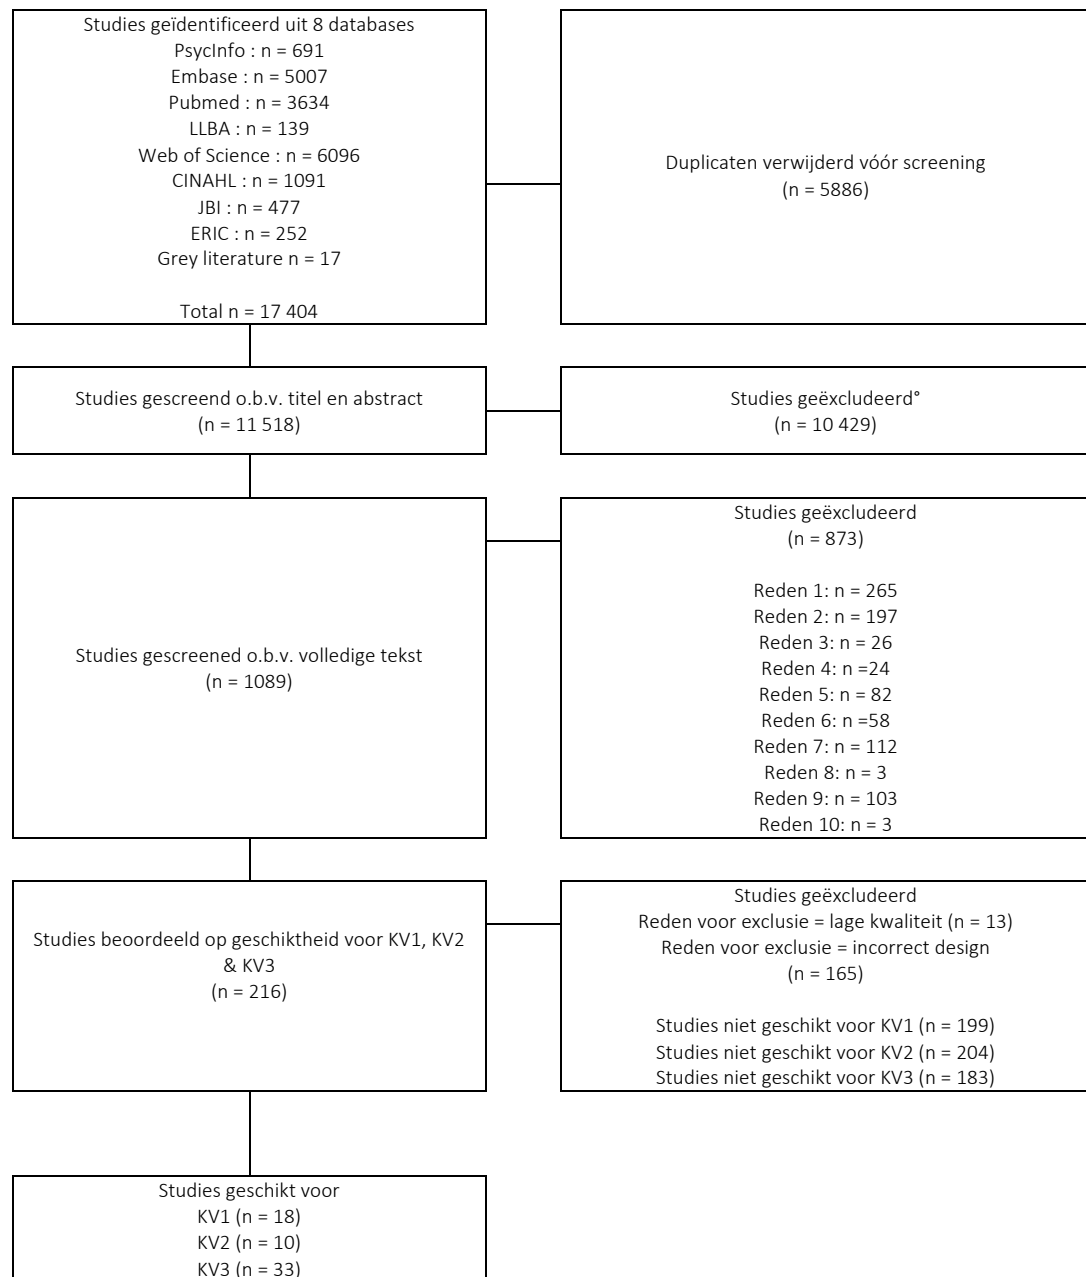 Studies geïdentificeerd uit 8 databases
PsycInfo : n = 691
Embase : n = 5007
Pubmed : n = 3634
LLBA : n = 139
Web of Science : n = 6096
CINAHL : n = 1091
JBI : n = 477
ERIC : n = 252
Grey literature n = 17
Total n = 17 404
Duplicaten verwijderd vóór screening
(n = 5886)
Studies gescreend o.b.v. titel en abstract
(n = 11 518)
Studies geëxcludeerd°
(n = 10 429)
Studies gescreened o.b.v. volledige tekst
(n = 1089)
Studies geëxcludeerd
(n = 873)
Reden 1: n = 265
Reden 2: n = 197
Reden 3: n = 26
Reden 4: n =24
Reden 5: n = 82
Reden 6: n =58
Reden 7: n = 112
Reden 8: n = 3
Reden 9: n = 103
Reden 10: n = 3
Studies beoordeeld op geschiktheid voor KV1, KV2
& KV3
(n = 216)
Studies geëxcludeerd
Reden voor exclusie = lage kwaliteit (n = 13)
Reden voor exclusie = incorrect design
(n = 165)
Studies niet geschikt voor KV1 (n = 199)
Studies niet geschikt voor KV2 (n = 204)
Studies niet geschikt voor KV3 (n = 183)
Studies geschikt voor
KV1 (n = 18)
KV2 (n = 10)
KV3 (n = 33)